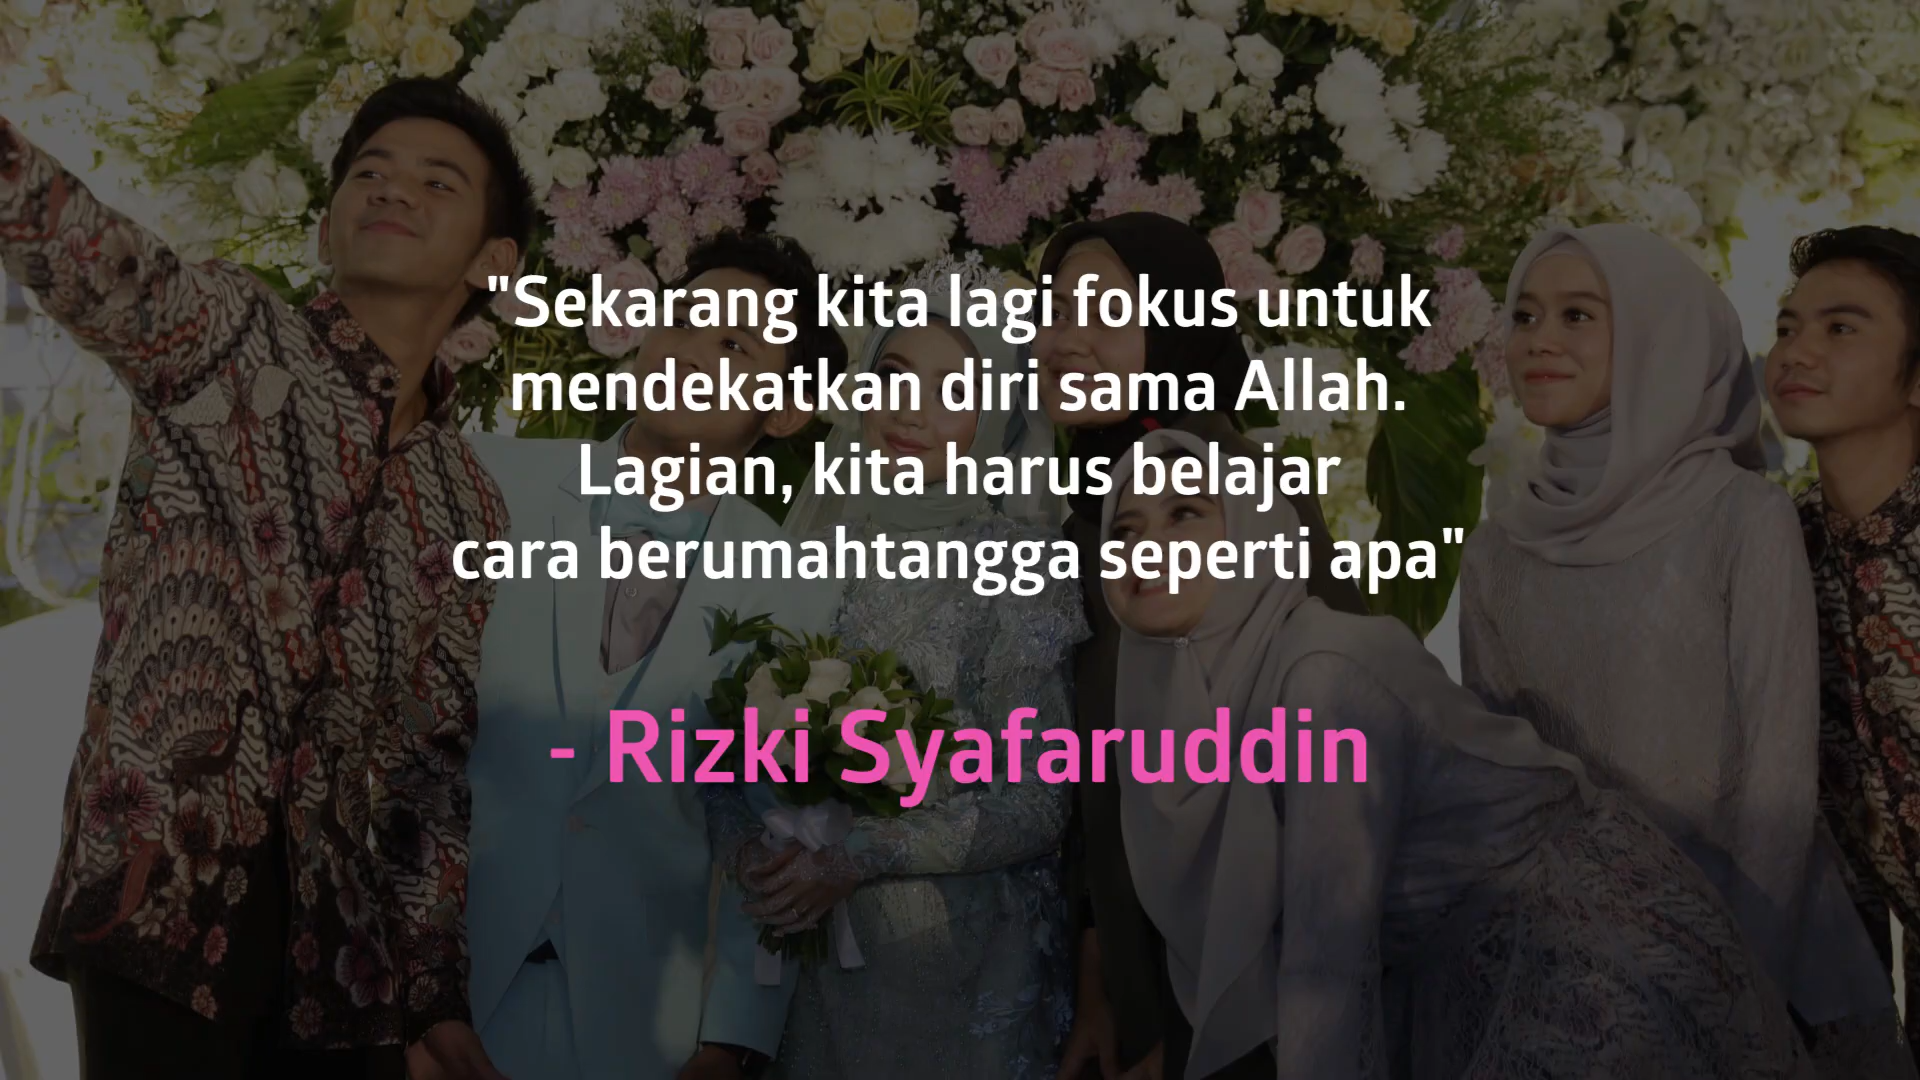 "Sekarang kita lagi fokus untuk
mendekatkan diri sama Allah.
Lagian, kita harus belajar
cara berumahtangga seperti apa"
- Rizki Syafaruddin